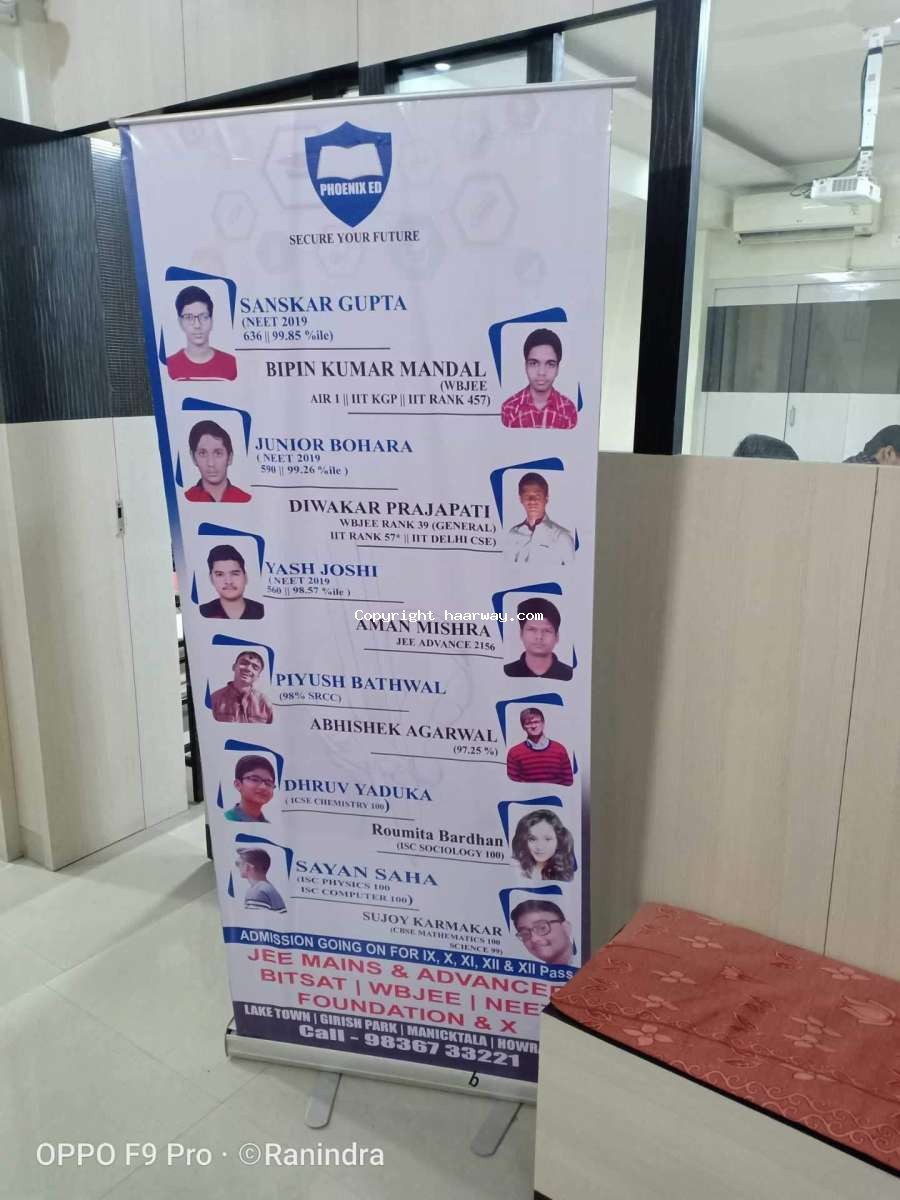 PHOENIX ED
SECURE YOUR FUTURE
SANSKAR GUPTA
(NEET 2019
636 || 99.85 %ile)
BIPIN KUMAR MANDAL
(WBJEE
AIR 1 || IIT KGP || IIT RANK 457)
JUNIOR BOHARA
( NEET 2019
590 || 99.26 %ile )
DIWAKAR PRAJAPATI
WBJEE RANK 39 (GENERAL)
IIT RANK 57* || IIT DELHI CSE)
YASH JOSHI
( NEET 2019
560 || 98.57 %ile )
Copyright haarway.com
AMAN MISHRA
JEE ADVANCE 2156
PIYUSH BATHWAL
(98% SRCC)
ABHISHEK AGARWAL
(97.25 %)
DHRUV YADUKA
( ICSE CHEMISTRY 100)
Roumita Bardhan
(ISC SOCIOLOGY 100)
SAYAN SAHA
(ISC PHYSICS 100
ISC COMPUTER 100)
SUJOY KARMAKAR
(CBSE MATHEMATICS 100
SCIENCE 99)
ADMISSION GOING ON FOR IX, X, XI, XII & XII Pass
JEE MAINS & ADVANCED
BITSAT | WBJEE | NEET
FOUNDATION & X
LAKE TOWN | GIRISH PARK | MANICKTALA | HOWRA
Call - 98367 33221
b
OPPO F9 Pro · ©Ranindra